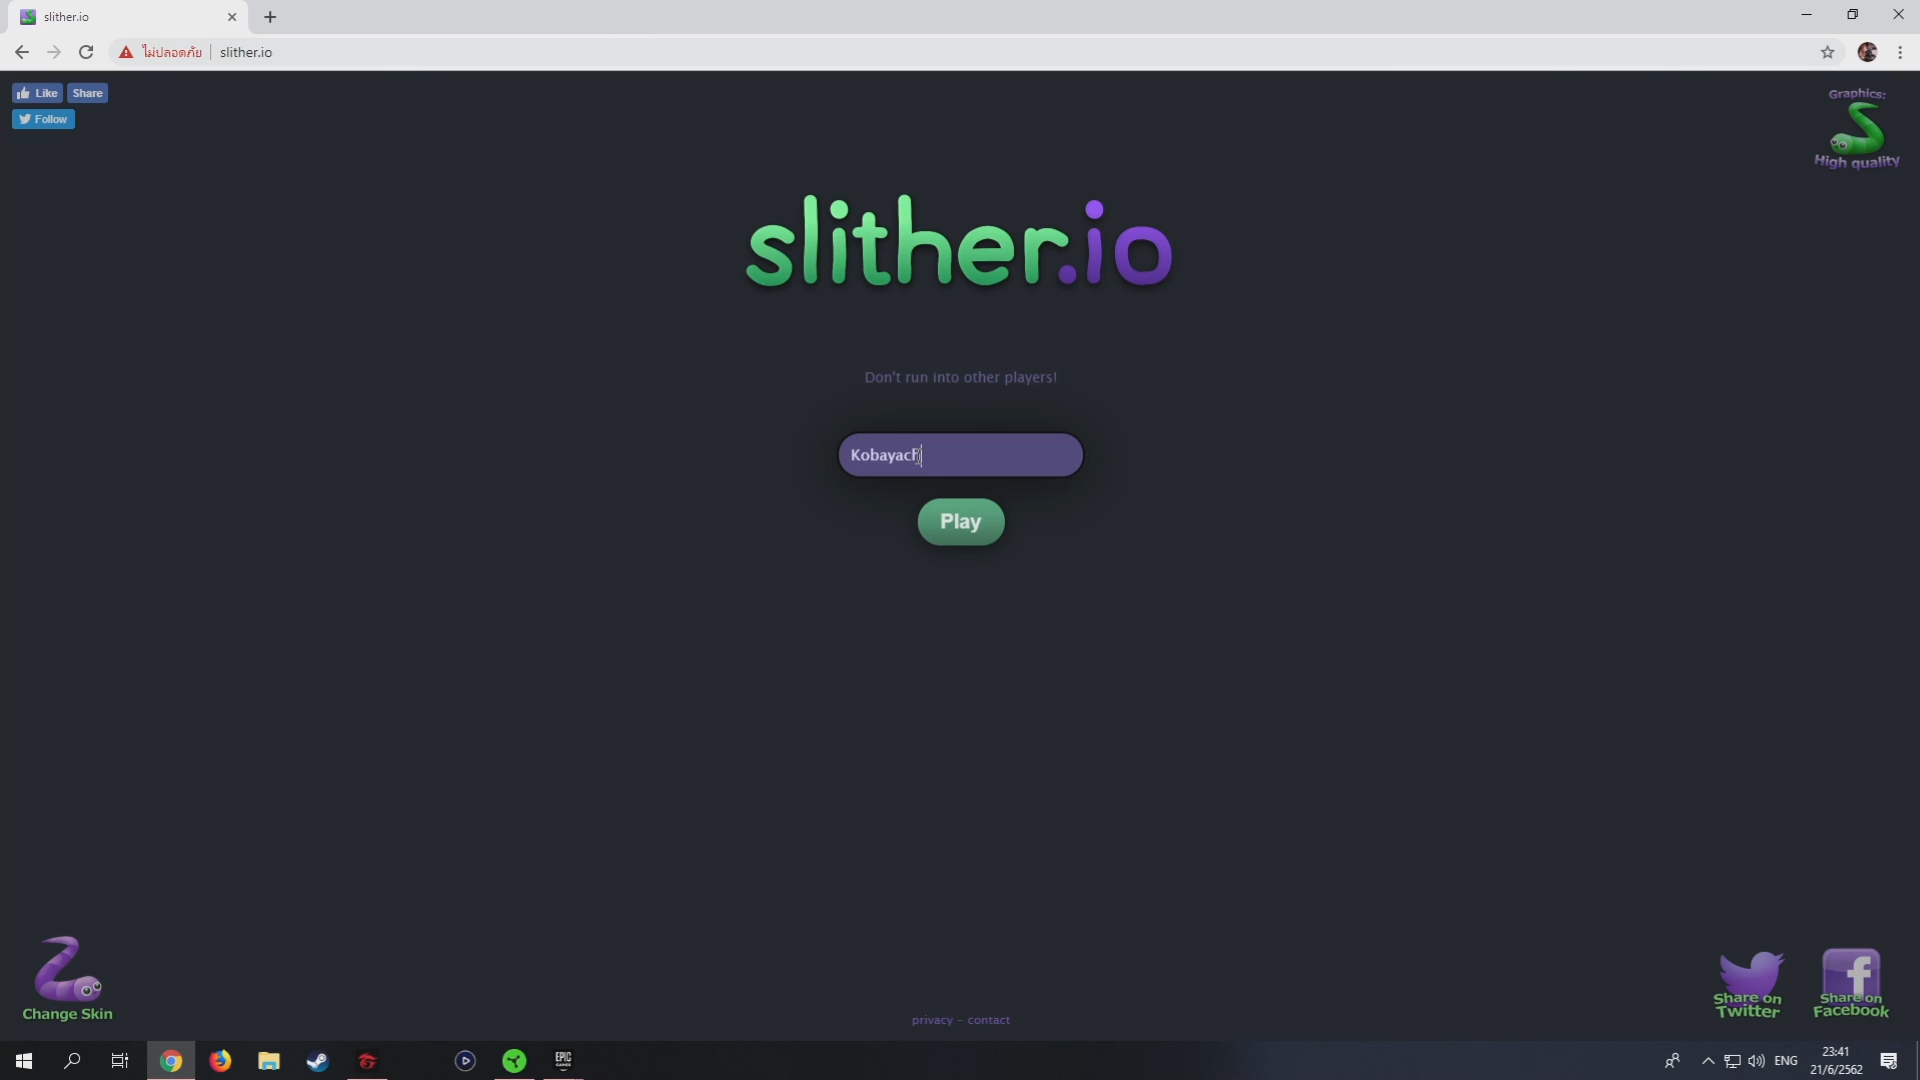 slither.io
ไม่ปลอดภัย
slither.io
Like
Share
Follow
Graphics:
High quality
slither.io
Don't run into other players!
Kobayach
Play
Change Skin
privacy - contact
Share on
Twitter
Share on
Facebook
EPIC
GAMES
ENG
23:41
21/6/2562